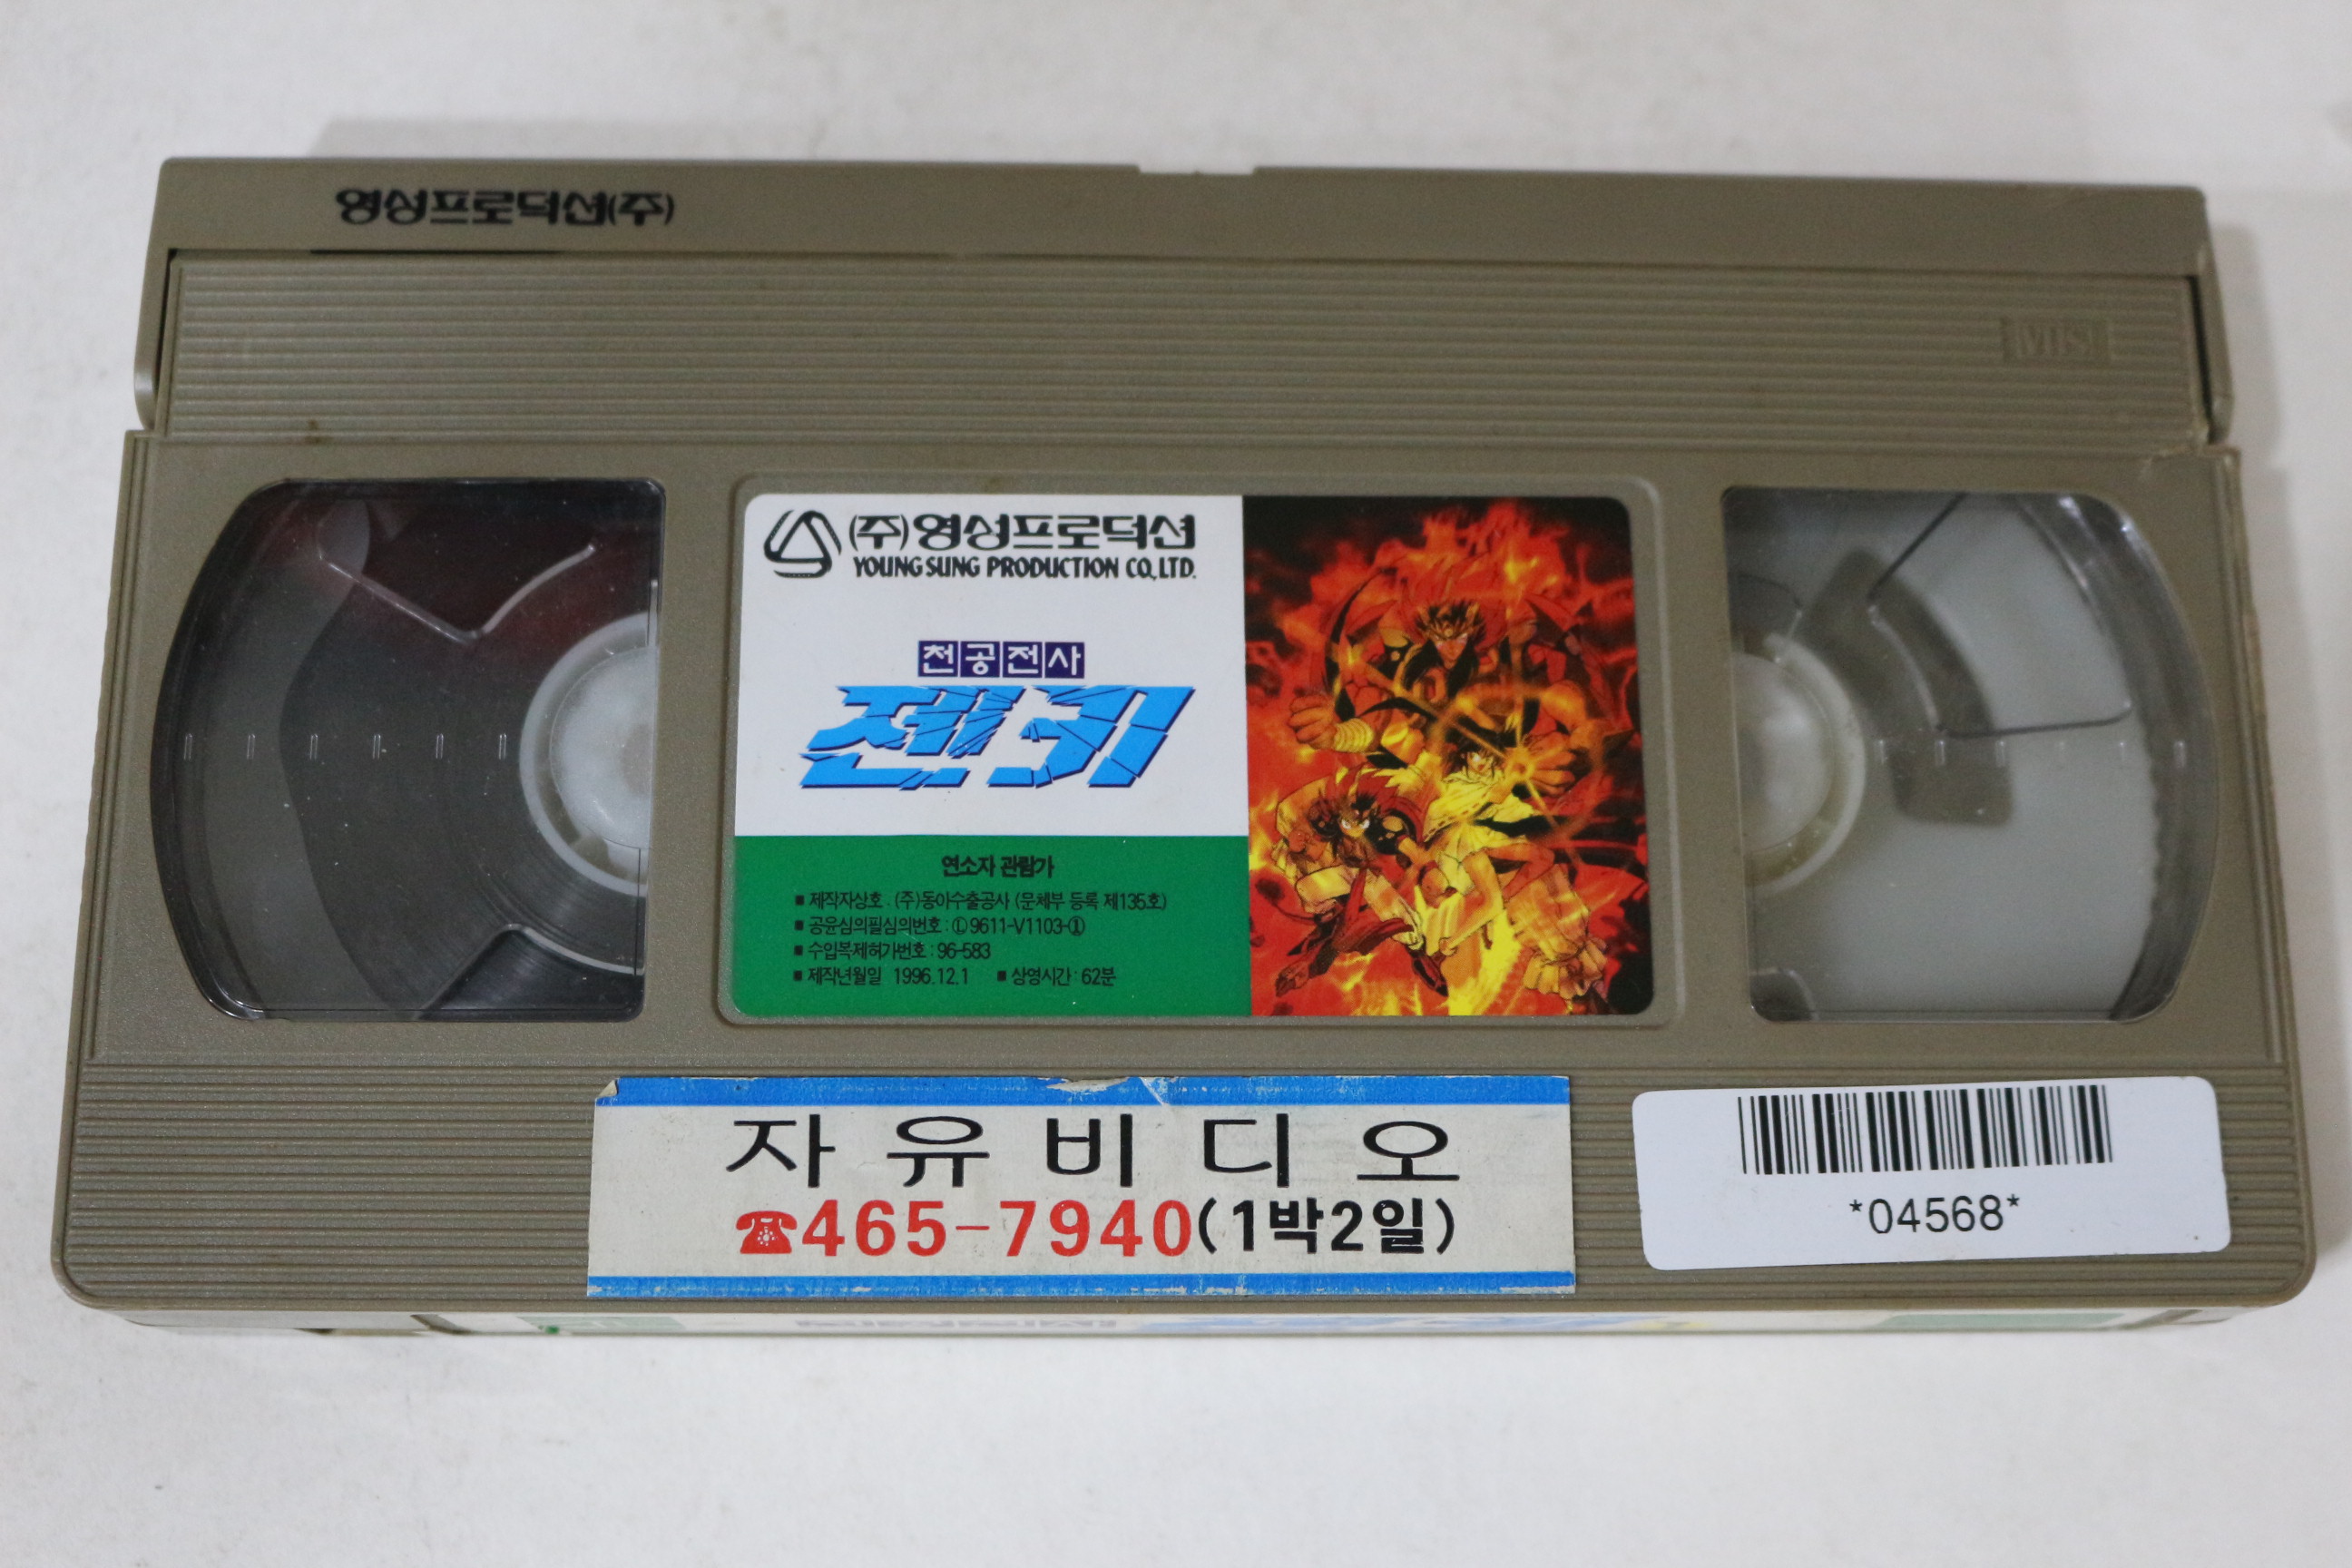 영성프로덕션(주)
VHS
(주)영성프로덕션
YOUNG SUNG PRODUCTION CO.,LTD.
천공전사
젠키
연소자 관람가
■ 제작자상호 : (주)동아수출공사 (문체부 등록 제135호)
■ 공윤심의필심의번호 : Ⓛ9611-V1103-①
■ 수입복제허가번호 : 96-583
■ 제작년월일 1996.12.1 ■ 상영시간 : 62분
자유비디오
☎465-7940(1박2일)
*04568*